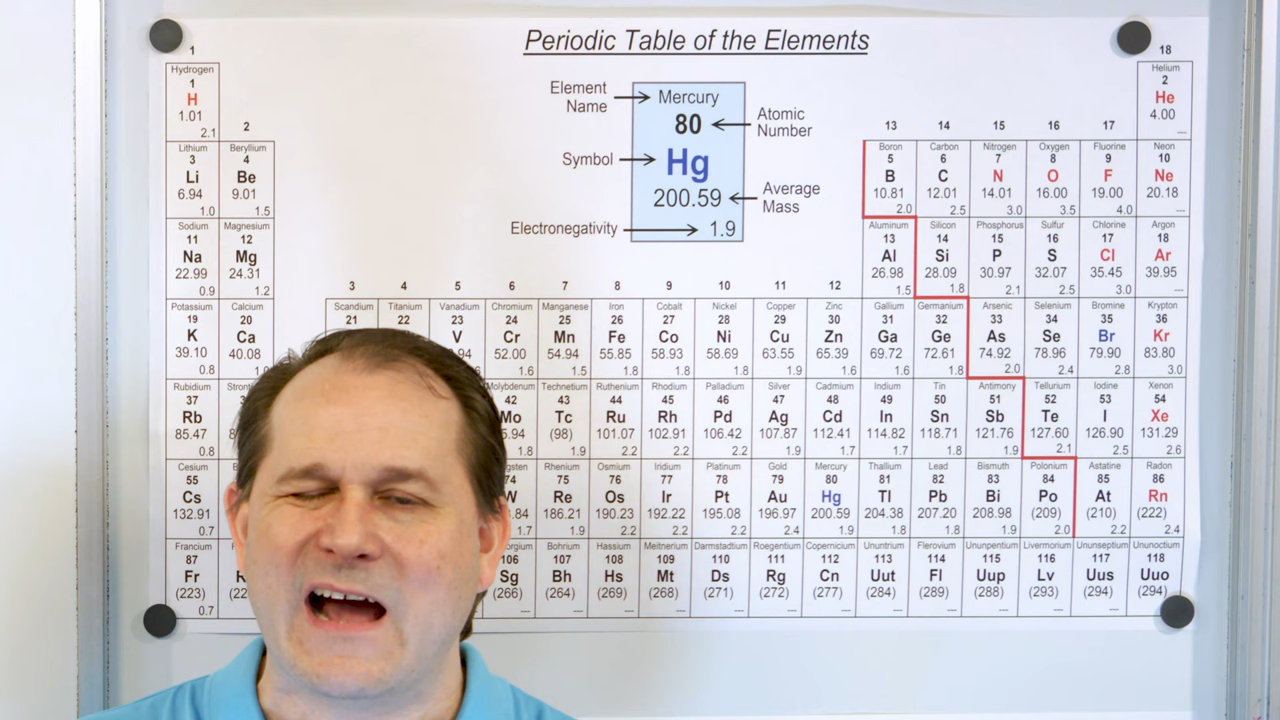 Periodic Table of the Elements
1
18
Hydrogen
1
H
1.01
2.1
Helium
2
He
4.00
---
Element Name
Mercury
80
Atomic Number
Symbol
Hg
200.59
Average Mass
Electronegativity
1.9
2
13 14 15 16 17
Lithium Beryllium Boron Carbon Nitrogen Oxygen Fluorine Neon
3 4 5 6 7 8 9 10
Li Be B C N O F Ne
6.94 9.01 10.81 12.01 14.01 16.00 19.00 20.18
1.0 1.5 2.0 2.5 3.0 3.5 4.0 ---
Sodium Magnesium Aluminum Silicon Phosphorus Sulfur Chlorine Argon
11 12 13 14 15 16 17 18
Na Mg Al Si P S Cl Ar
22.99 24.31 26.98 28.09 30.97 32.07 35.45 39.95
0.9 1.2 1.5 1.8 2.1 2.5 3.0 ---
3 4 5 6 7 8 9 10 11 12
Potassium Calcium Scandium Titanium Vanadium Chromium Manganese Iron Cobalt Nickel Copper Zinc Gallium Germanium Arsenic Selenium Bromine Krypton
19 20 21 22 23 24 25 26 27 28 29 30 31 32 33 34 35 36
K Ca V Cr Mn Fe Co Ni Cu Zn Ga Ge As Se Br Kr
39.10 40.08 52.00 54.94 55.85 58.93 58.69 63.55 65.39 69.72 72.61 74.92 78.96 79.90 83.80
0.8 1.6 1.5 1.8 1.8 1.8 1.9 1.6 1.6 1.8 2.0 2.4 2.8 3.0
Rubidium Molybdenum Technetium Ruthenium Rhodium Palladium Silver Cadmium Indium Tin Antimony Tellurium Iodine Xenon
37 42 43 44 45 46 47 48 49 50 51 52 53 54
Rb Mo Tc Ru Rh Pd Ag Cd In Sn Sb Te I Xe
85.47 (98) 101.07 102.91 106.42 107.87 112.41 114.82 118.71 121.76 127.60 126.90 131.29
0.8 1.8 1.9 2.2 2.2 2.2 1.9 1.7 1.7 1.8 1.9 2.1 2.5 2.6
Cesium Rhenium Osmium Iridium Platinum Gold Mercury Thallium Lead Bismuth Polonium Astatine Radon
55 74 75 76 77 78 79 80 81 82 83 84 85 86
Cs W Re Os Ir Pt Au Hg Tl Pb Bi Po At Rn
132.91 186.21 190.23 192.22 195.08 196.97 200.59 204.38 207.20 208.98 (209) (210) (222)
0.7 1.7 1.9 2.2 2.2 2.2 2.4 1.9 1.8 1.8 1.9 2.0 2.2 2.4
Francium Bohrium Hassium Meitnerium Darmstadtium Roegentium Copernicium Ununtrium Flerovium Ununpentium Livermorium Ununseptium Ununoctium
87 106 107 108 109 110 111 112 113 114 115 116 117 118
Fr Sg Bh Hs Mt Ds Rg Cn Uut Fl Uup Lv Uus Uuo
(223) (266) (264) (269) (268) (271) (272) (277) (284) (289) (288) (293) (294) (294)
0.7 --- --- --- --- --- --- --- --- --- --- --- --- ---